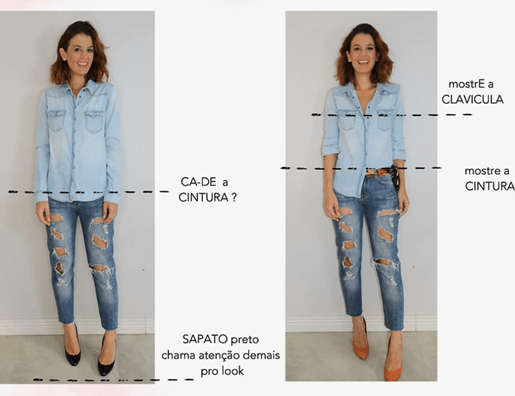 CA-DE a
CINTURA ?
SAPATO preto
chama atenção demais
pro look
mostrE a
CLAVICULA
mostre a
CINTURA